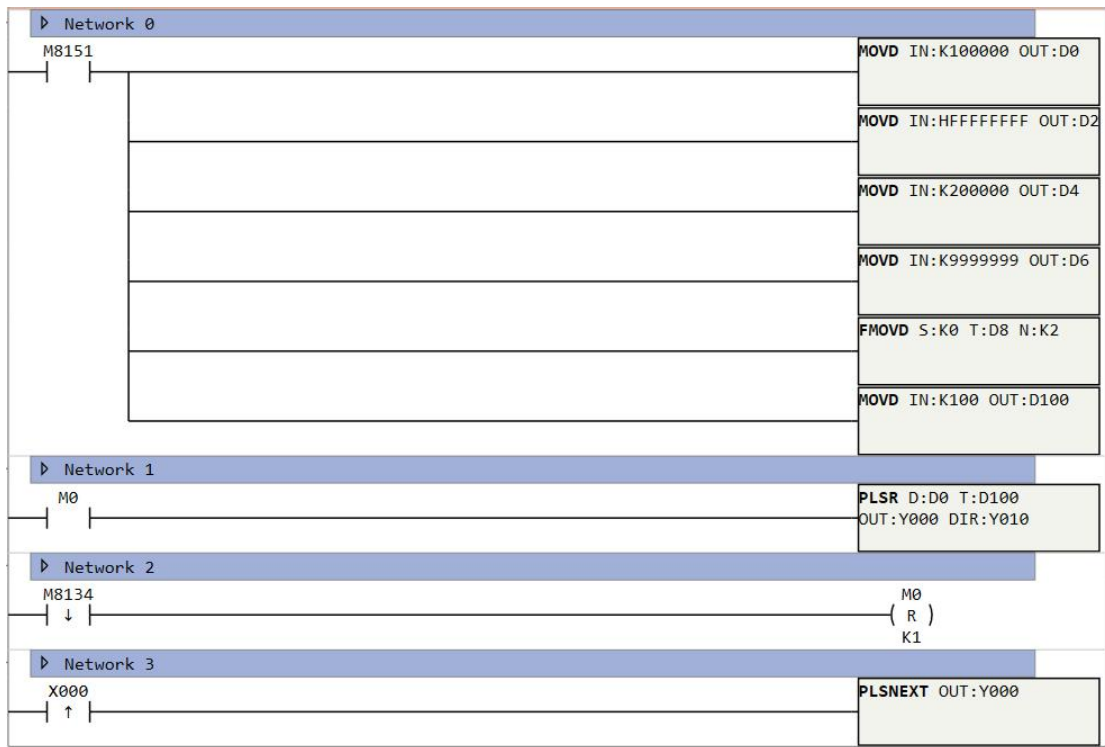 Network 0
M8151
MOVD IN:K100000 OUT:D0
MOVD IN:HFFFFFFFF OUT:D2
MOVD IN:K200000 OUT:D4
MOVD IN:K9999999 OUT:D6
FMOVD S:K0 T:D8 N:K2
MOVD IN:K100 OUT:D100
Network 1
M0
PLSR D:D0 T:D100
OUT:Y000 DIR:Y010
Network 2
M8134
↓
M0
( R )
K1
Network 3
X000
↑
PLSNEXT OUT:Y000